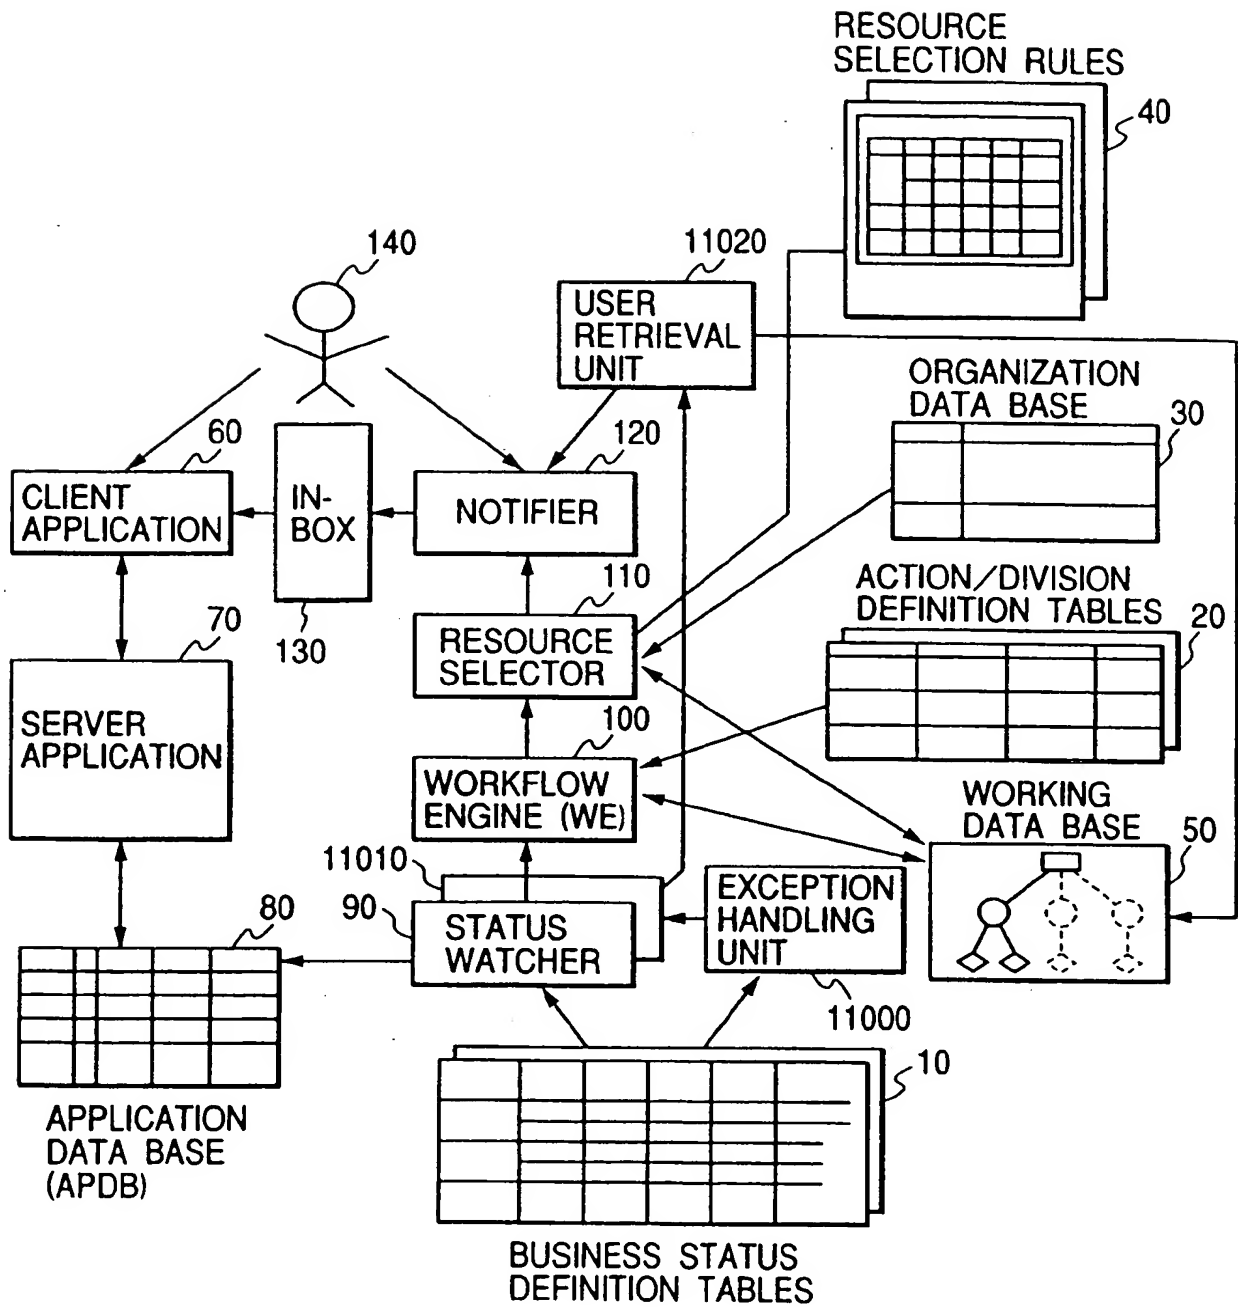 RESOURCE
SELECTION RULES
40
140
11020
USER
RETRIEVAL
UNIT
ORGANIZATION
DATA BASE
30
60
120
CLIENT
APPLICATION
IN-
BOX
NOTIFIER
130
110
ACTION/DIVISION
DEFINITION TABLES
20
70
RESOURCE
SELECTOR
SERVER
APPLICATION
100
WORKFLOW
ENGINE (WE)
WORKING
DATA BASE
50
11010
90
STATUS
WATCHER
EXCEPTION
HANDLING
UNIT
11000
80
APPLICATION
DATA BASE
(APDB)
10
BUSINESS STATUS
DEFINITION TABLES